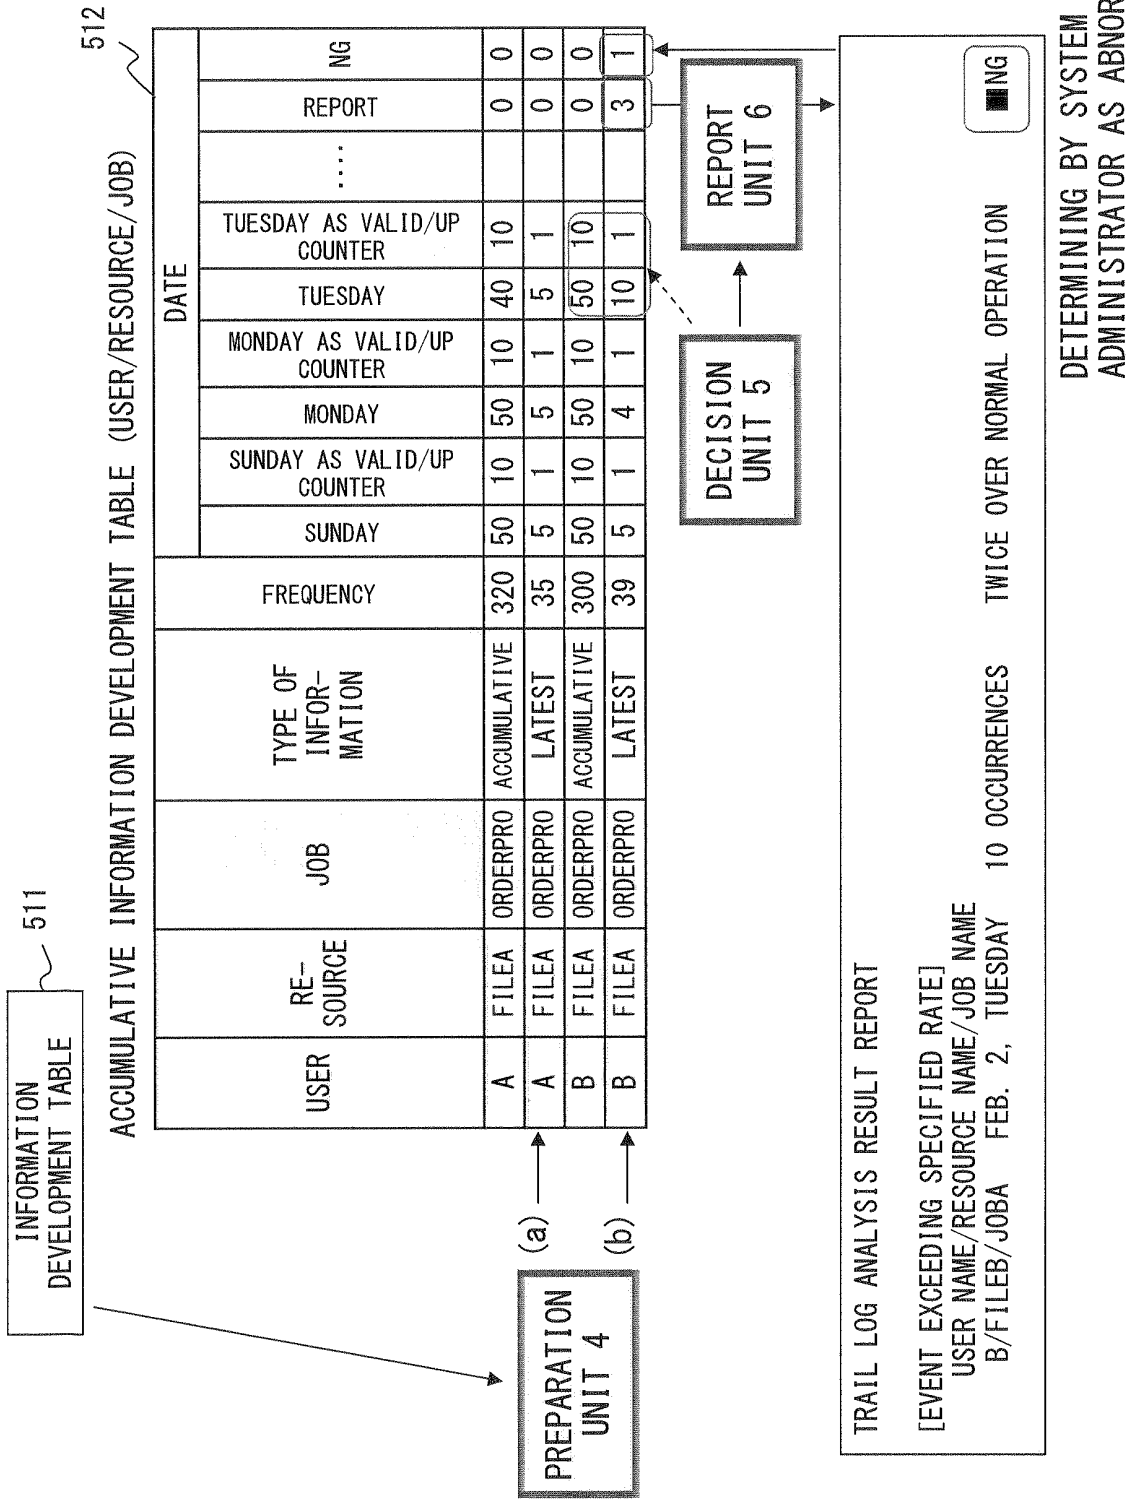 INFORMATION
DEVELOPMENT TABLE
511
ACCUMULATIVE INFORMATION DEVELOPMENT TABLE (USER/RESOURCE/JOB)
512
USER
RE-
SOURCE
JOB
TYPE OF
INFOR-
MATION
FREQUENCY
DATE
SUNDAY
SUNDAY AS VALID/UP
COUNTER
MONDAY
MONDAY AS VALID/UP
COUNTER
TUESDAY
TUESDAY AS VALID/UP
COUNTER
....
REPORT
NG
A FILEA ORDERPRO ACCUMULATIVE 320 50 10 50 10 40 10 0 0
A FILEA ORDERPRO LATEST 35 5 1 5 1 5 1 0 0
B FILEA ORDERPRO ACCUMULATIVE 300 50 10 50 10 50 10 0 0
B FILEA ORDERPRO LATEST 39 5 1 4 1 10 1 3 1
(a)
(b)
PREPARATION
UNIT 4
DECISION
UNIT 5
REPORT
UNIT 6
TRAIL LOG ANALYSIS RESULT REPORT
[EVENT EXCEEDING SPECIFIED RATE]
USER NAME/RESOURCE NAME/JOB NAME
B/FILEB/JOBA FEB. 2, TUESDAY 10 OCCURRENCES TWICE OVER NORMAL OPERATION
■NG
DETERMINING BY SYSTEM
ADMINISTRATOR AS ABNOR